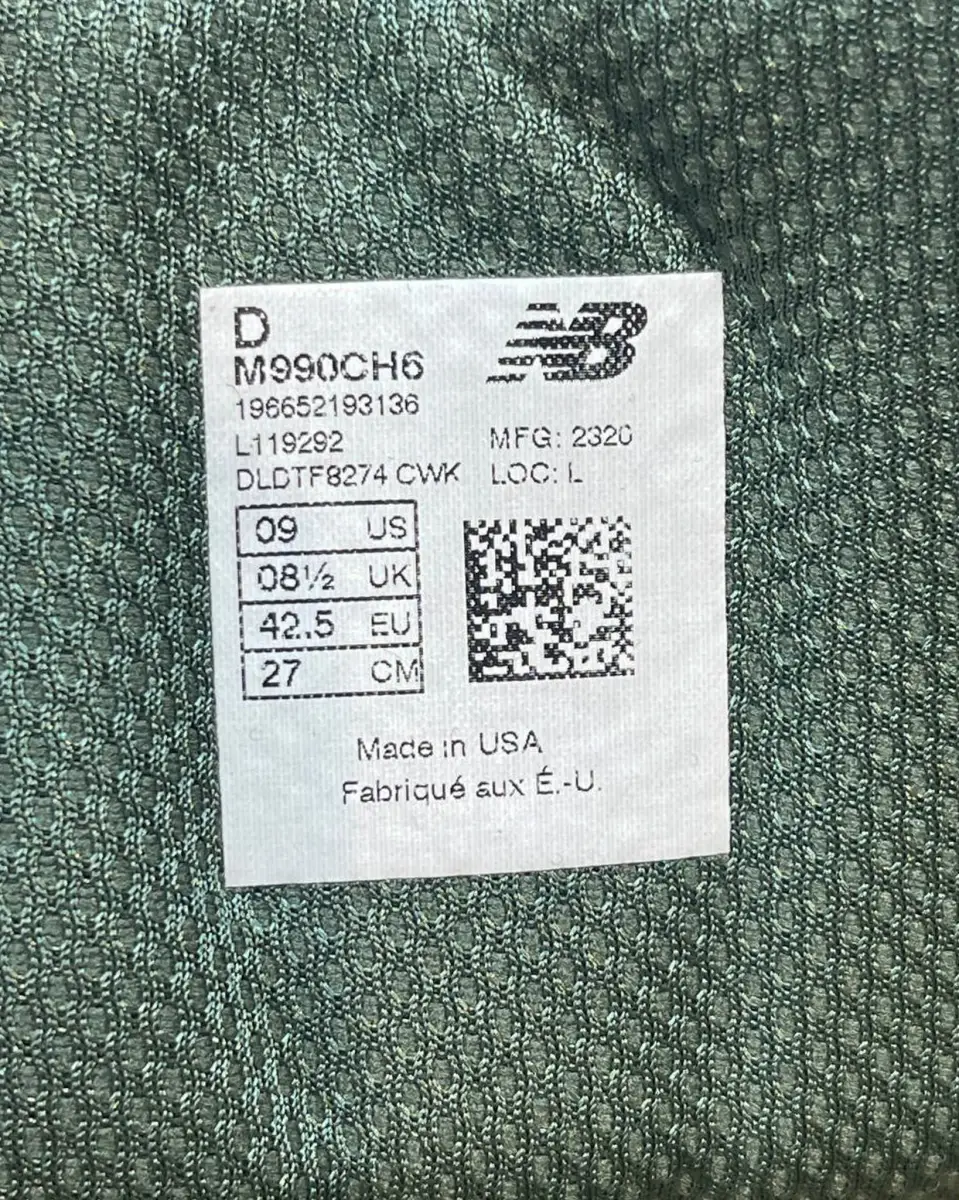 D
NB
M990CH6
196652193136
L119292
MFG: 2320
DLDTF8274 CWK
LOC: L
09 US
08½ UK
42.5 EU
27 CM
Made in USA
Fabriqué aux É.-U.